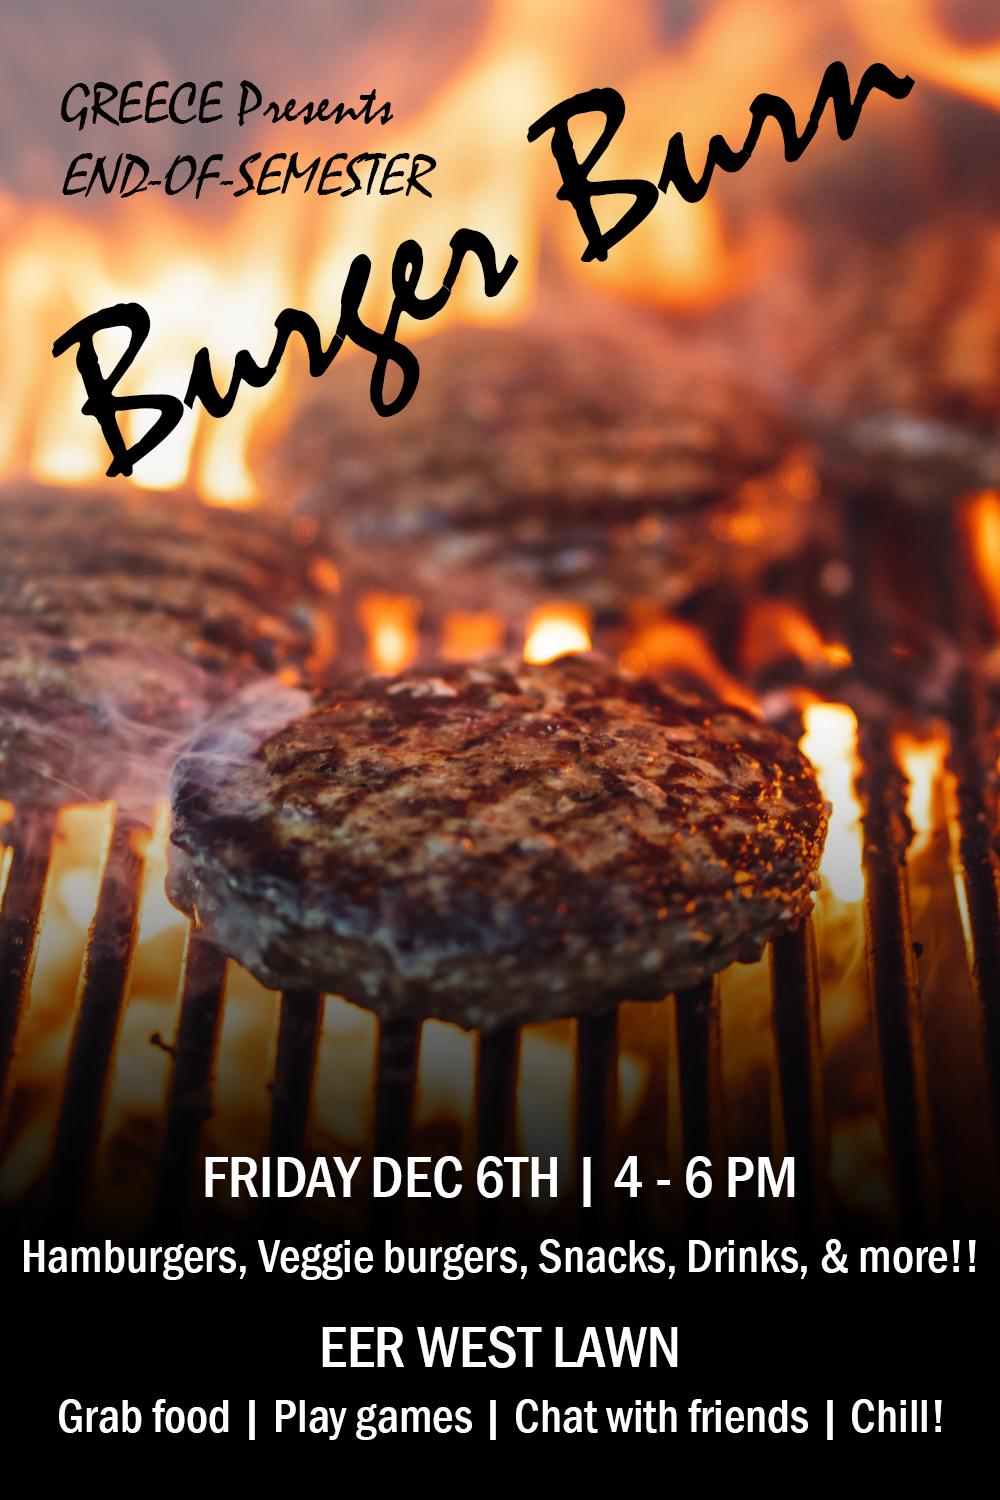 GREECE Presents
END-OF-SEMESTER
Burger Burn
FRIDAY DEC 6TH | 4 - 6 PM
Hamburgers, Veggie burgers, Snacks, Drinks, & more!!
EER WEST LAWN
Grab food | Play games | Chat with friends | Chill!